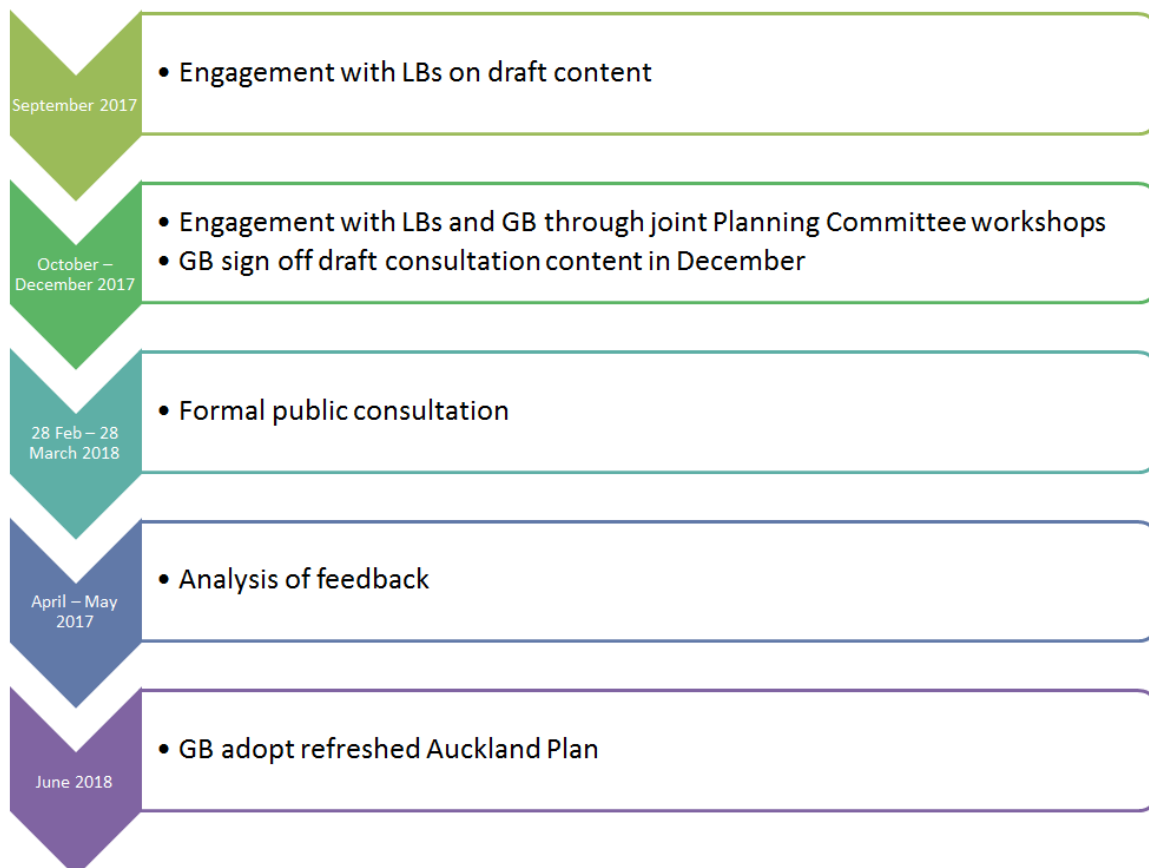 September 2017
• Engagement with LBs on draft content
October –
December 2017
• Engagement with LBs and GB through joint Planning Committee workshops
• GB sign off draft consultation content in December
28 Feb – 28
March 2018
• Formal public consultation
April – May
2017
• Analysis of feedback
June 2018
• GB adopt refreshed Auckland Plan